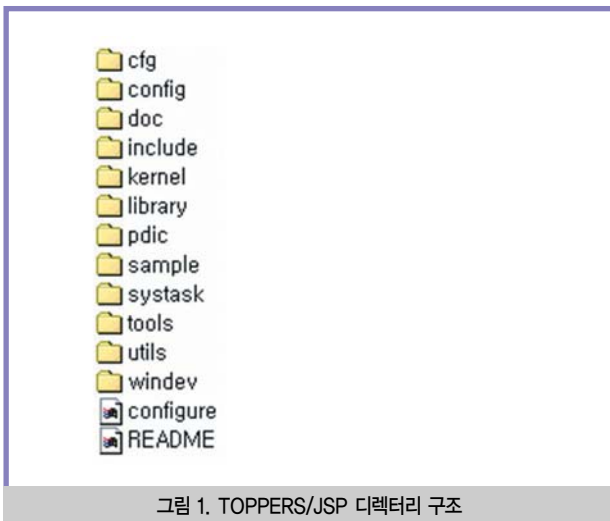 cfg
config
doc
include
kernel
library
pdic
sample
systask
tools
utils
windev
configure
README
그림 1. TOPPERS/JSP 디렉터리 구조